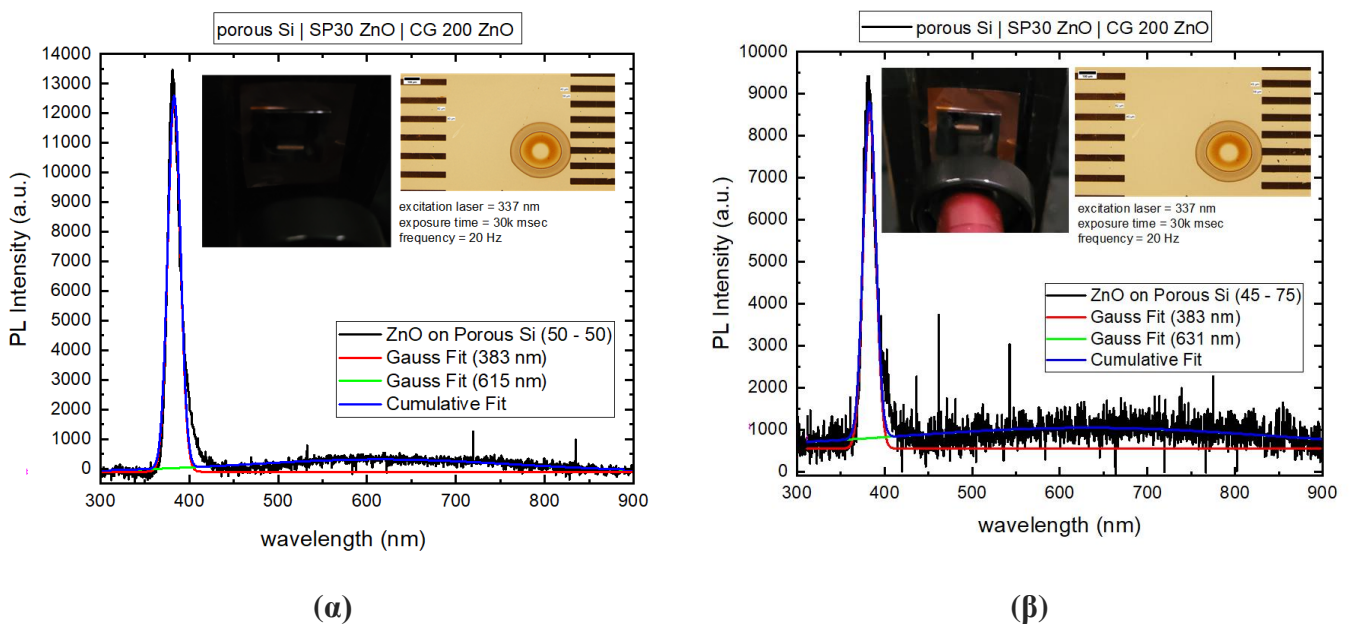 porous Si | SP30 ZnO | CG 200 ZnO
14000
13000
12000
11000
10000
9000
8000
7000
6000
5000
4000
3000
2000
1000
0
PL Intensity (a.u.)
excitation laser = 337 nm
exposure time = 30k msec
frequency = 20 Hz
ZnO on Porous Si (50 - 50)
Gauss Fit (383 nm)
Gauss Fit (615 nm)
Cumulative Fit
300 400 500 600 700 800 900
wavelength (nm)
(α)
porous Si | SP30 ZnO | CG 200 ZnO
10000
9000
8000
7000
6000
5000
4000
3000
2000
1000
0
PL Intensity (a.u.)
excitation laser = 337 nm
exposure time = 30k msec
frequency = 20 Hz
ZnO on Porous Si (45 - 75)
Gauss Fit (383 nm)
Gauss Fit (631 nm)
Cumulative Fit
300 400 500 600 700 800 900
wavelength (nm)
(β)